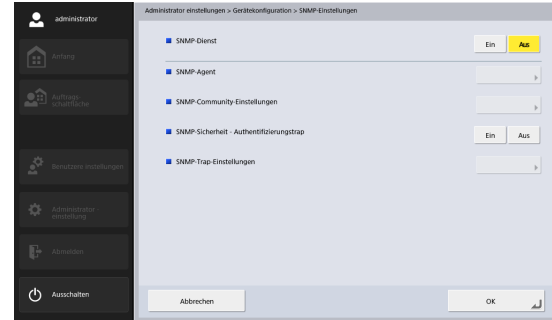 administrator
Anfang
Auftrags-
schaltfläche
Benutzere instellungen
Administrator-
einstellung
Abmelden
Ausschalten
Administrator einstellungen > Gerätekonfiguration > SNMP-Einstellungen
SNMP-Dienst
Ein
Aus
SNMP-Agent
SNMP-Community-Einstellungen
SNMP-Sicherheit - Authentifizierungstrap
Ein
Aus
SNMP-Trap-Einstellungen
Abbrechen
OK